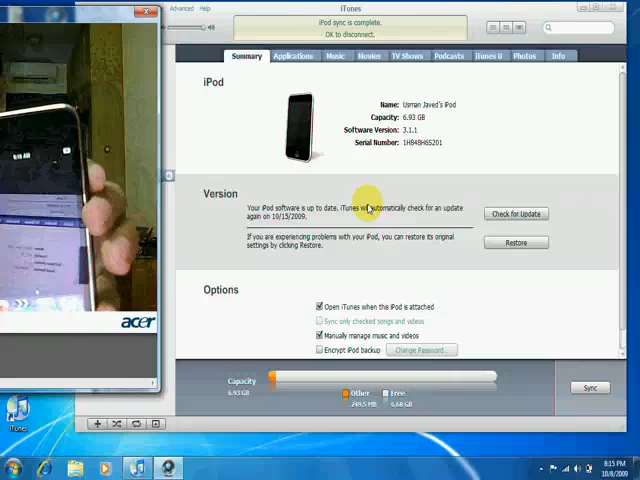 Advanced Help
iTunes
iPod sync is complete.
OK to disconnect.
Summary Applications Music Movies TV Shows Podcasts iTunes U Photos Info
iPod
Name: Usman Javed's iPod
Capacity: 6.93 GB
Software Version: 3.1.1
Serial Number: 1H848H6S201
Version
Your iPod software is up to date. iTunes will automatically check for an update
again on 10/15/2009.
Check for Update
If you are experiencing problems with your iPod, you can restore its original
settings by clicking Restore.
Restore
Options
Open iTunes when this iPod is attached
Sync only checked songs and videos
Manually manage music and videos
Encrypt iPod backup Change Password...
acer
Capacity
6.93 GB
Other
249.5 MB
Free
6.68 GB
Sync
iTunes
8:15 PM
10/8/2009